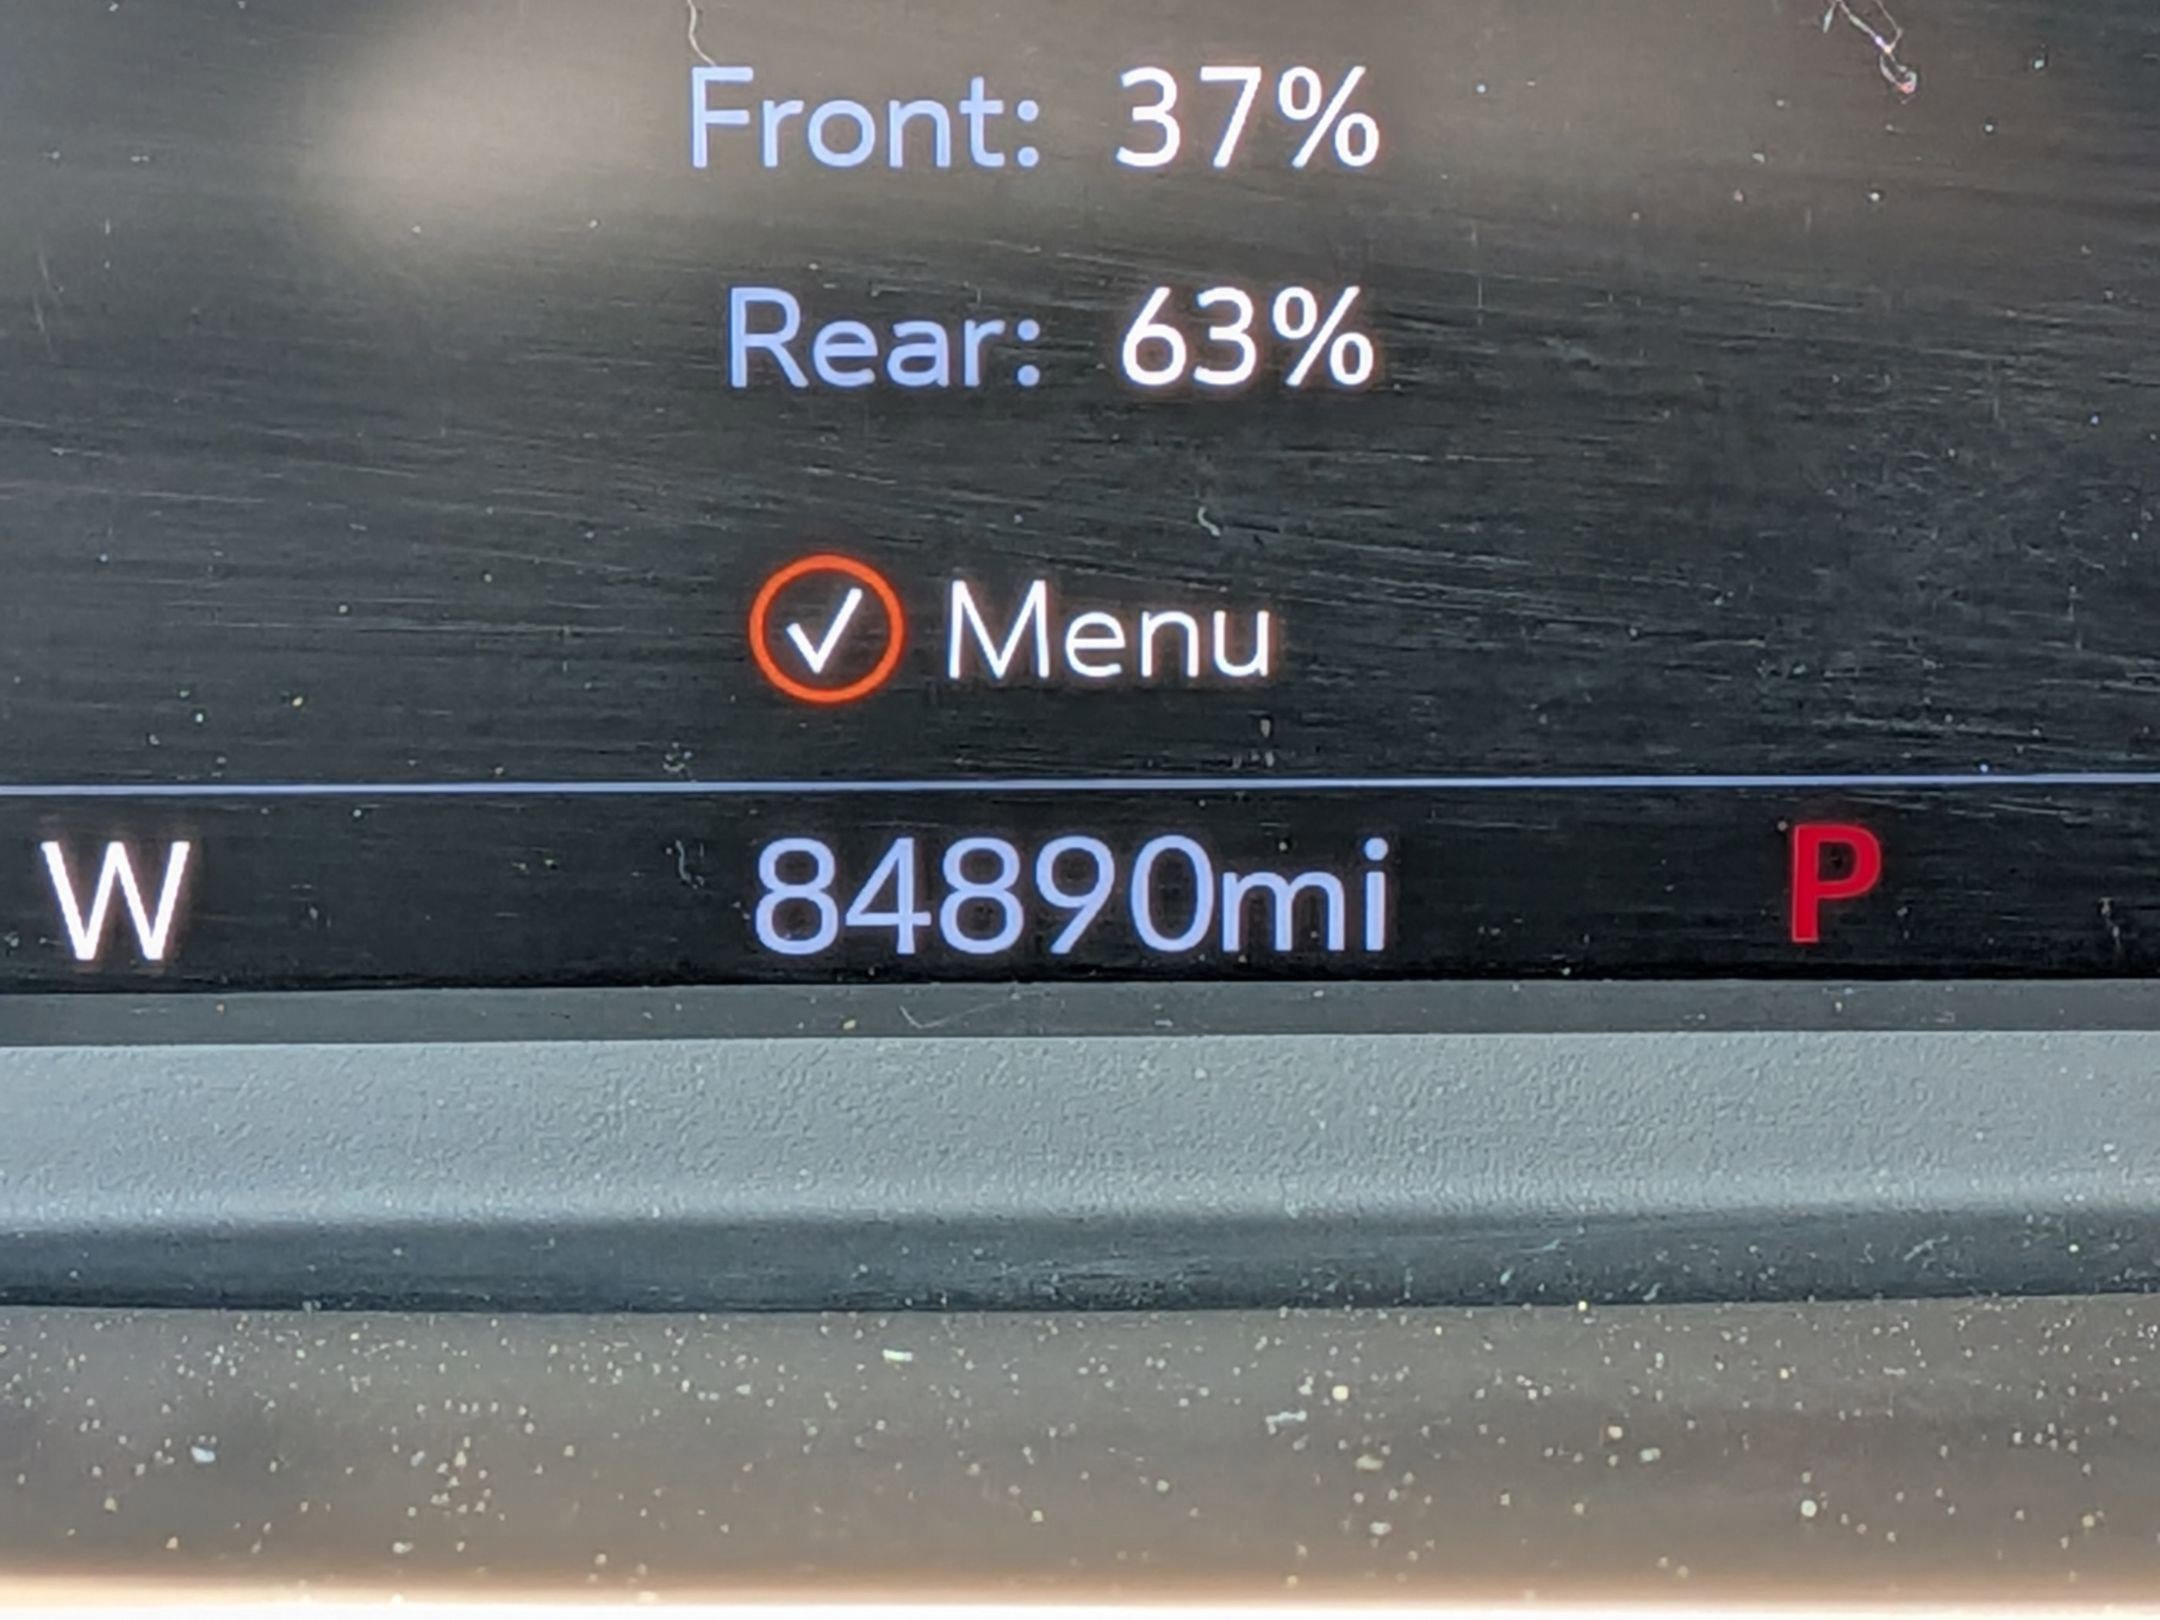 Front: 37%
Rear: 63%
Menu
W 84890mi P